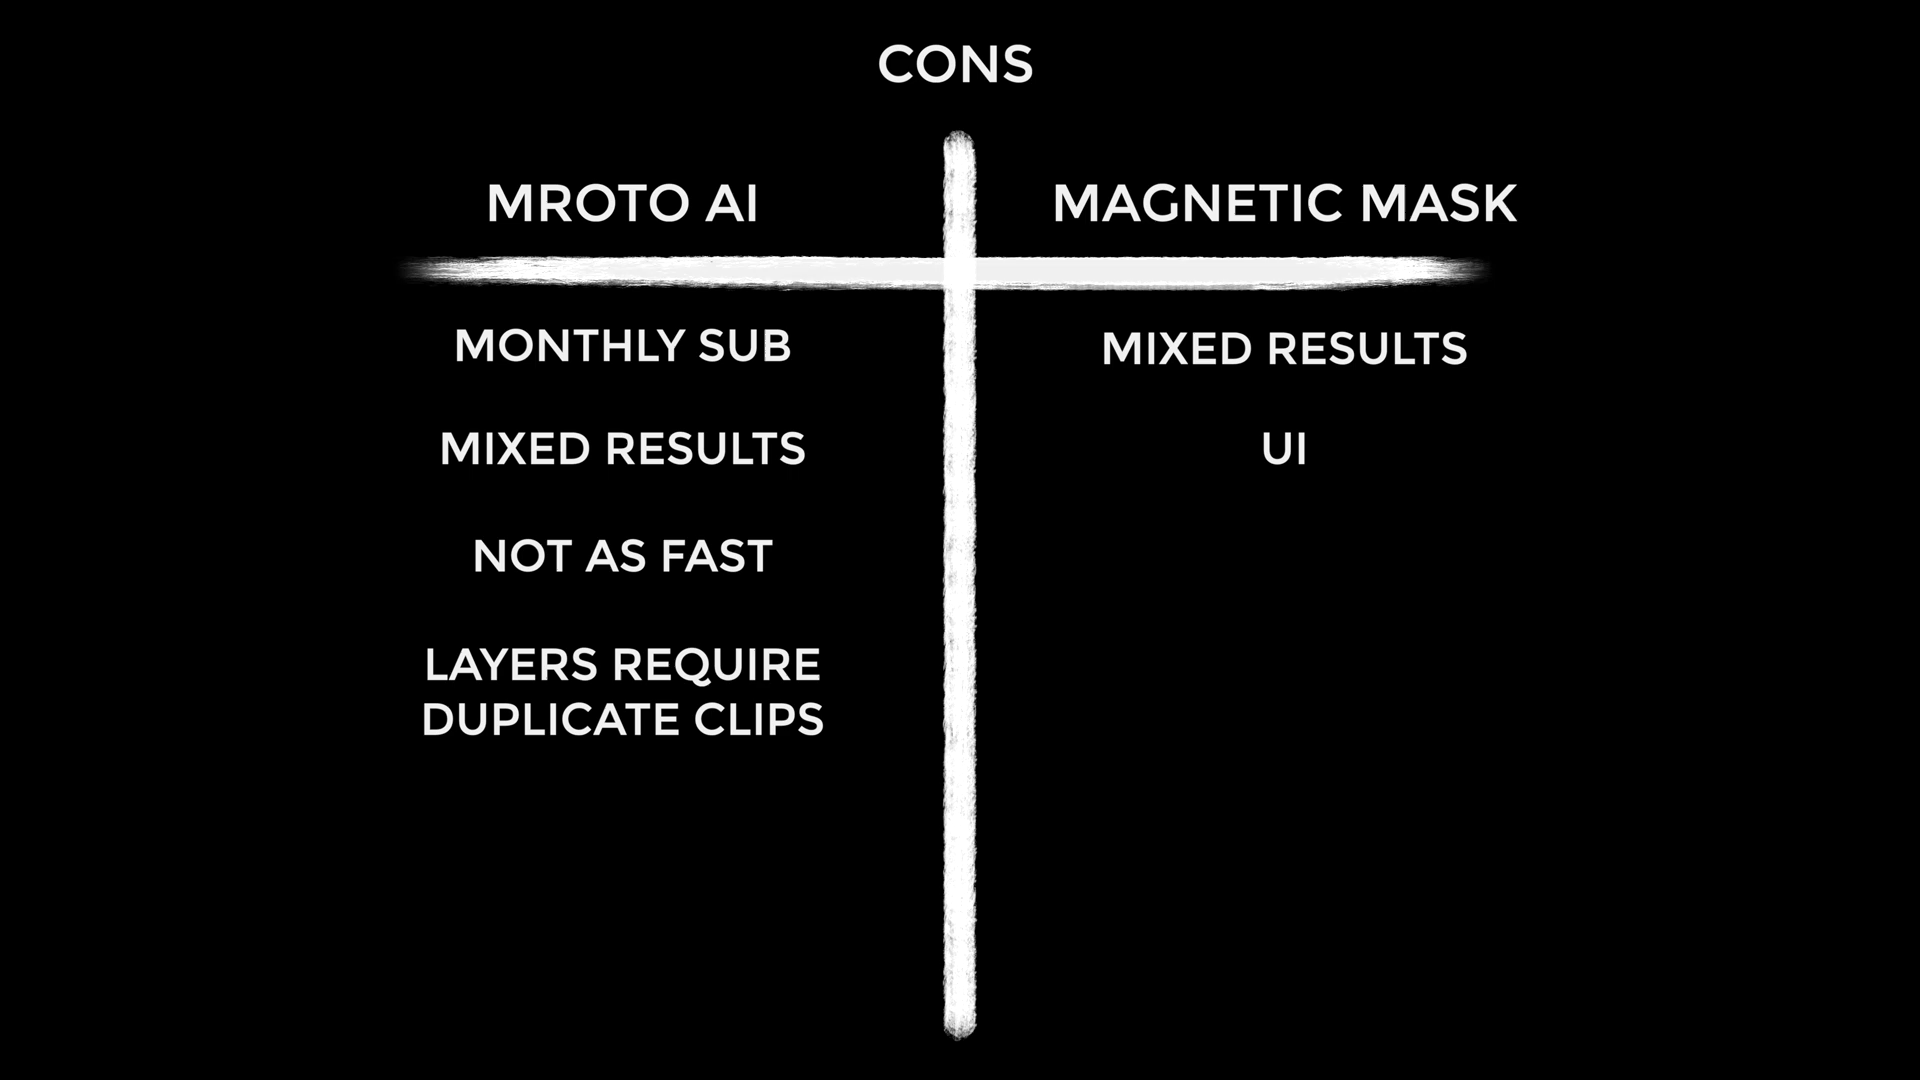 CONS
MROTO AI
MAGNETIC MASK
MONTHLY SUB
MIXED RESULTS
NOT AS FAST
LAYERS REQUIRE
DUPLICATE CLIPS
MIXED RESULTS
UI